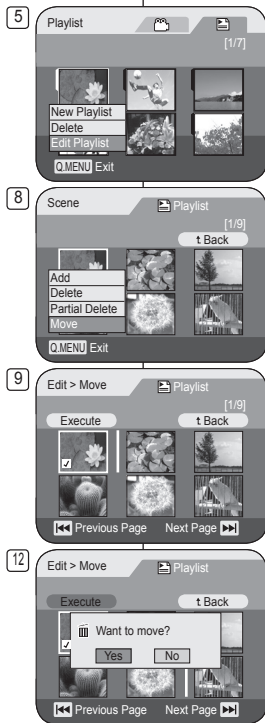 5
Playlist
[1/7]
New Playlist
Delete
Edit Playlist
Q.MENU Exit
8
Scene Playlist
[1/9]
t Back
Add
Delete
Partial Delete
Move
Q.MENU Exit
9
Edit > Move Playlist
[1/9]
Execute t Back
Previous Page Next Page
12
Edit > Move Playlist
Execute t Back
Want to move?
Yes No
Previous Page Next Page